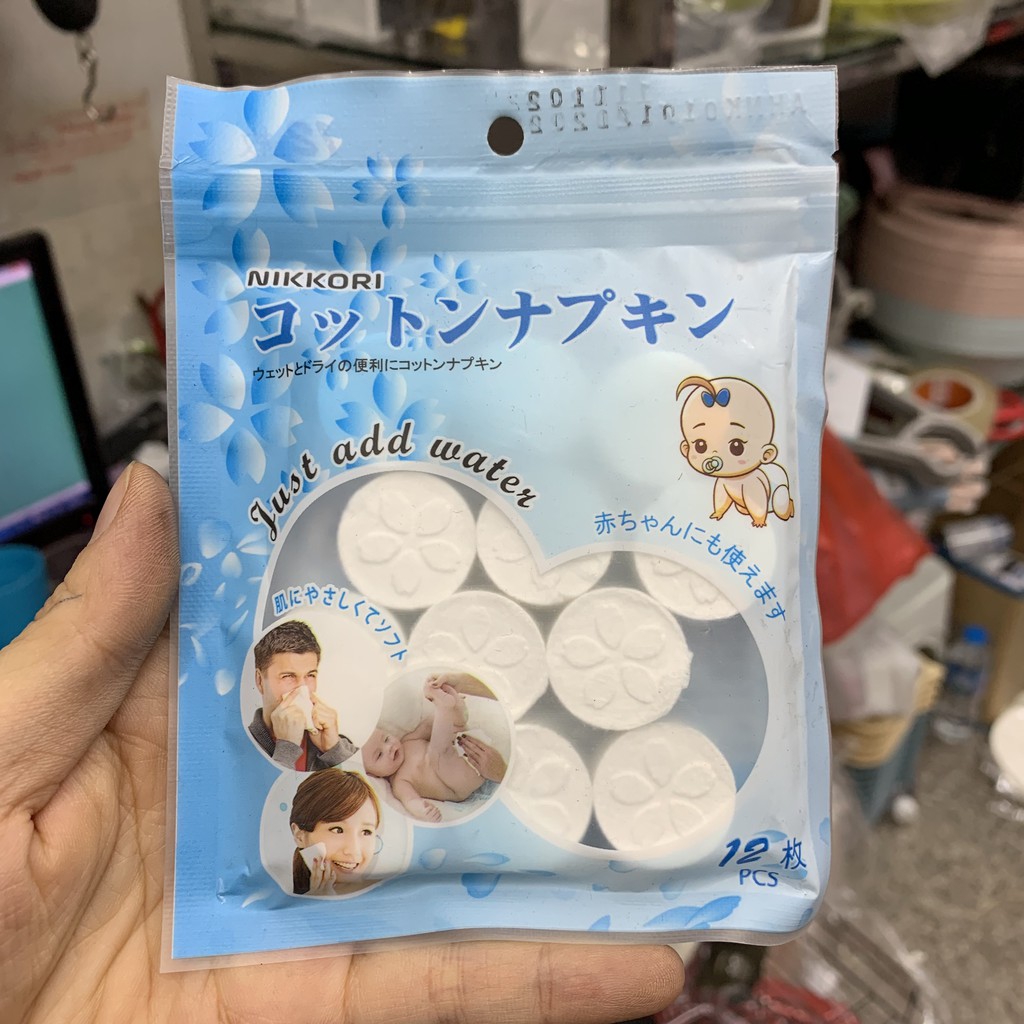 NIKKORI
コットンナプキン
ウェットとドライの便利にコットンナプキン
Just add water
赤ちゃんにも使えます
肌にやさしくてソフト
12枚
PCS